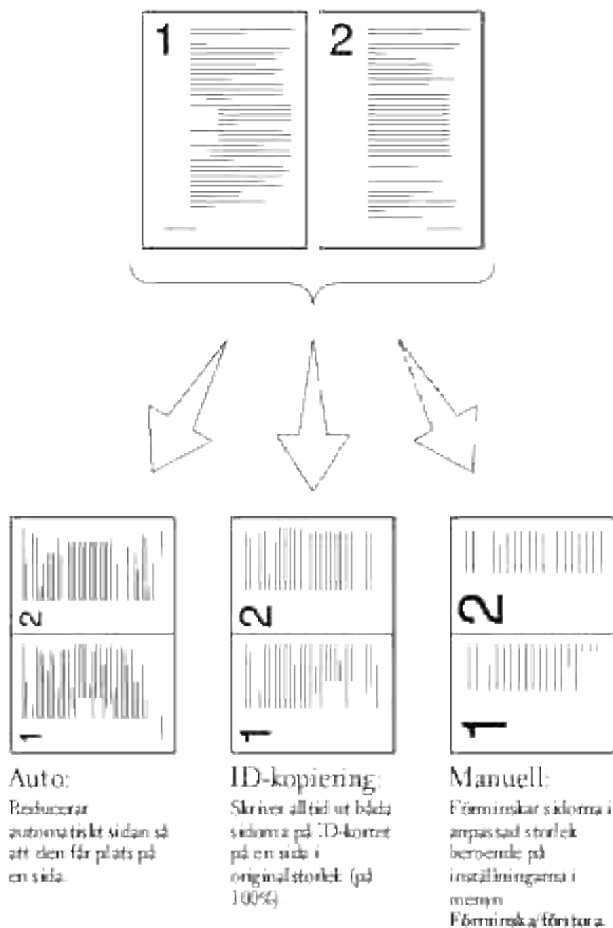 1 2
2 2 2
1 1 1
Auto:
Reducerar
automatiskt sidan så
att den får plats på
en sida.
ID-kopiering:
Skriver alltid ut båda
sidorna på ID-kortet
på en sida i
originalstorlek (på
100%).
Manuell:
Förminskar sidorna i
anpassad storlek
beroende på
inställningarna i
menyn
Förminska/förstora.